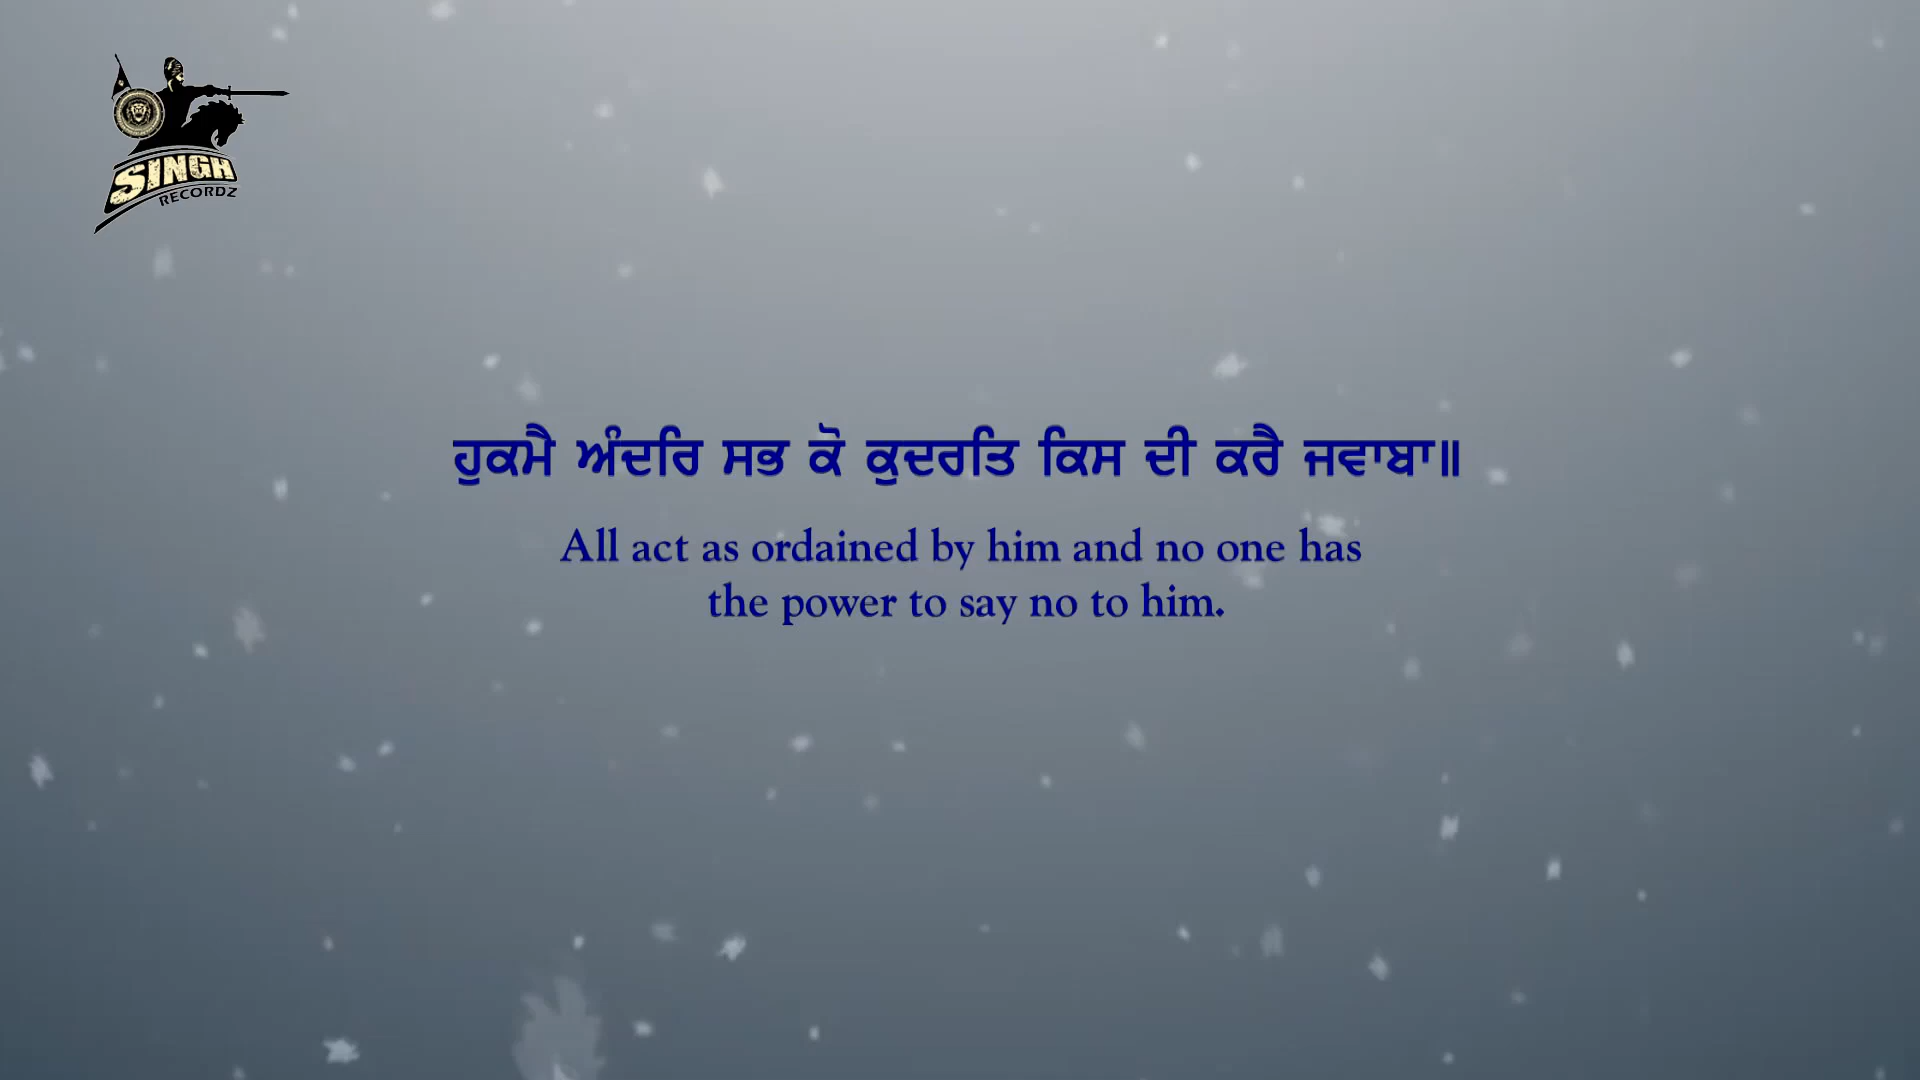 SINGH
RECORDZ
ਹੁਕਮੈ ਅੰਦਰਿ ਸਭ ਕੋ ਕੁਦਰਤਿ ਕਿਸ ਦੀ ਕਰੈ ਜਵਾਬਾ॥
All act as ordained by him and no one has
the power to say no to him.